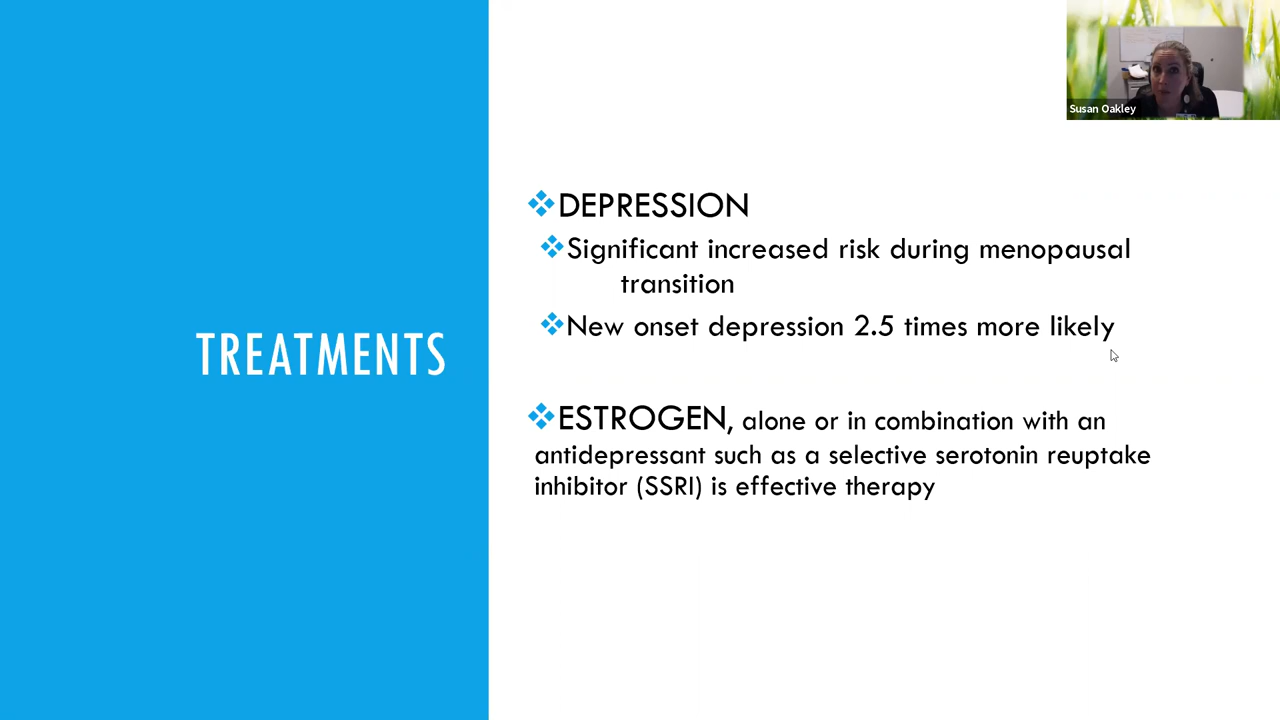 Susan Oakley
TREATMENTS
DEPRESSION
Significant increased risk during menopausal
transition
New onset depression 2.5 times more likely
ESTROGEN, alone or in combination with an
antidepressant such as a selective serotonin reuptake
inhibitor (SSRI) is effective therapy